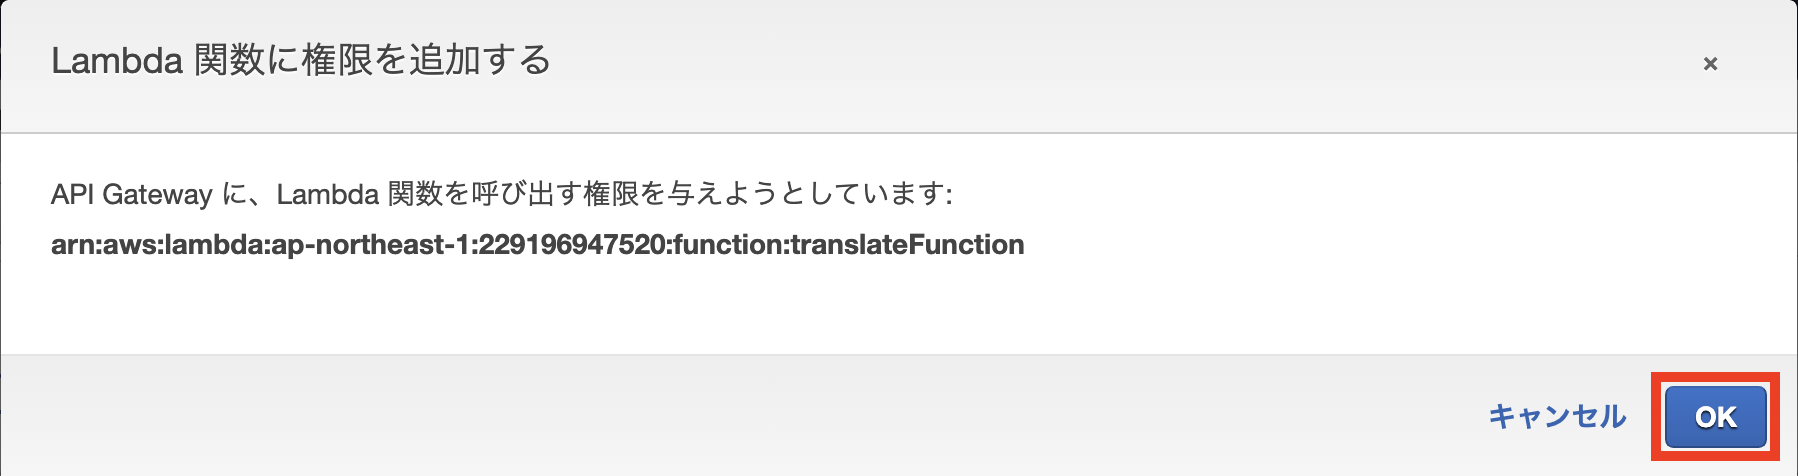 Lambda 関数に権限を追加する
×
API Gateway に、Lambda 関数を呼び出す権限を与えようとしています:
arn:aws:lambda:ap-northeast-1:229196947520:function:translateFunction
キャンセル
OK